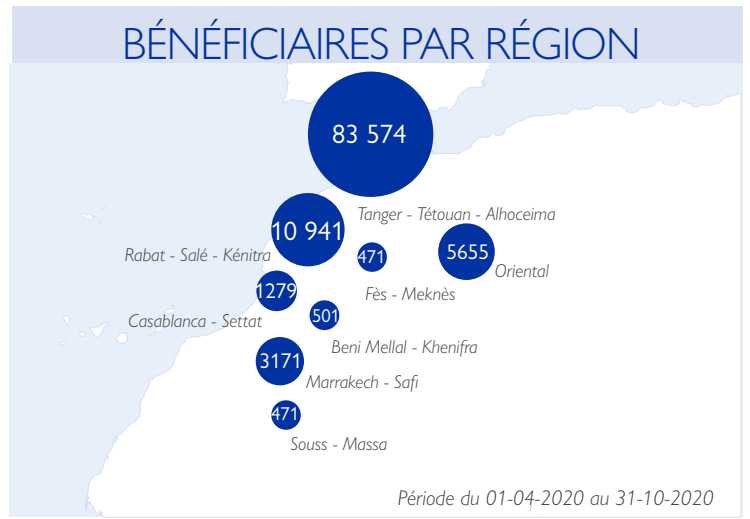 BÉNÉFICIAIRES PAR RÉGION
83 574
Tanger - Tétouan - Alhoceima
10 941
Rabat - Salé - Kénitra
471
Fès - Meknès
5655
Oriental
1279
Casablanca - Settat
501
Beni Mellal - Khenifra
3171
Marrakech - Safi
471
Souss - Massa
Période du 01-04-2020 au 31-10-2020